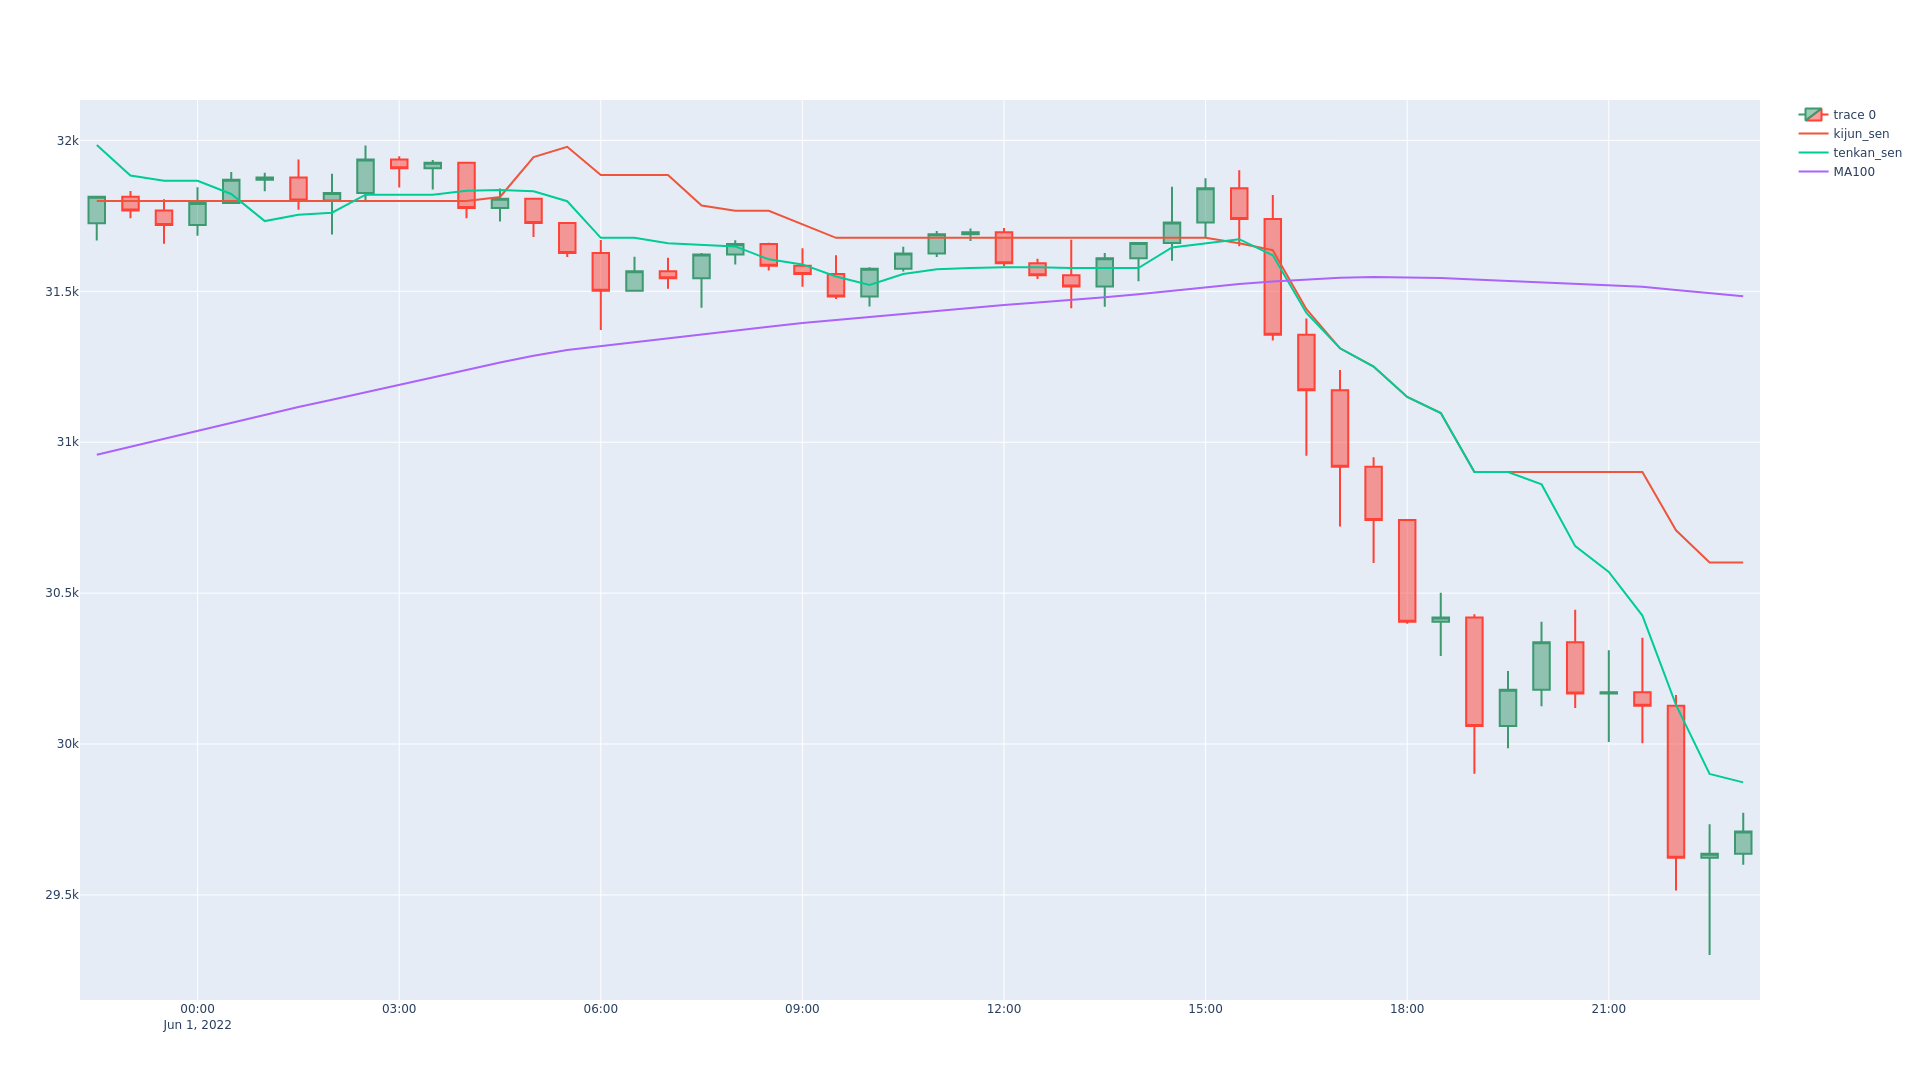 32k
31.5k
31k
30.5k
30k
29.5k
00:00
Jun 1, 2022
03:00
06:00
09:00
12:00
15:00
18:00
21:00
trace 0
kijun_sen
tenkan_sen
MA100